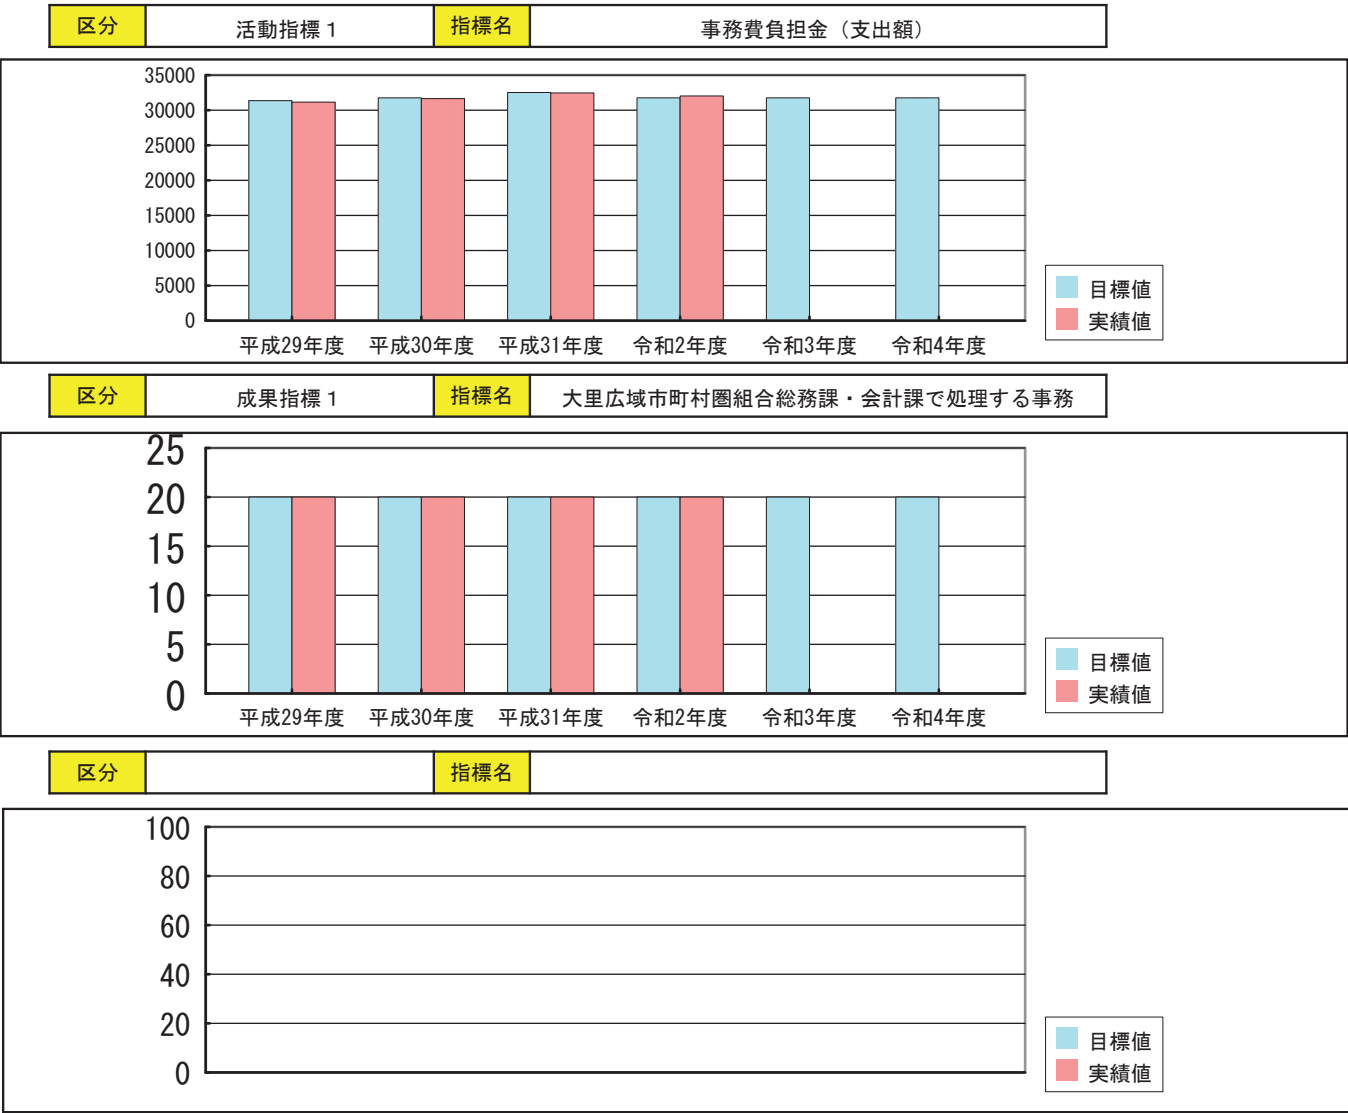 区分 活動指標１ 指標名 事務費負担金（支出額）
35000
30000
25000
20000
15000
10000
5000
0
平成29年度 平成30年度 平成31年度 令和2年度 令和3年度 令和4年度
目標値
実績値
区分 成果指標１ 指標名 大里広域市町村圏組合総務課・会計課で処理する事務
25
20
15
10
5
0
平成29年度 平成30年度 平成31年度 令和2年度 令和3年度 令和4年度
目標値
実績値
区分 指標名
100
80
60
40
20
0
目標値
実績値